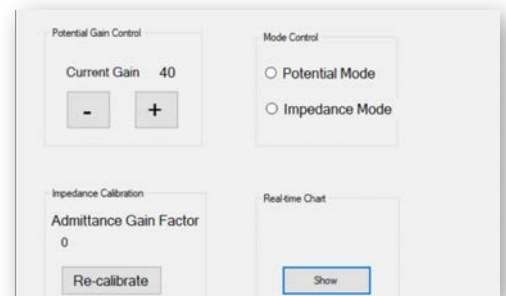 Potential Gain Control
Current Gain 40
- +
Mode Control
Potential Mode
Impedance Mode
Impedance Calibration
Admittance Gain Factor
0
Re-calibrate
Real-time Chart
Show